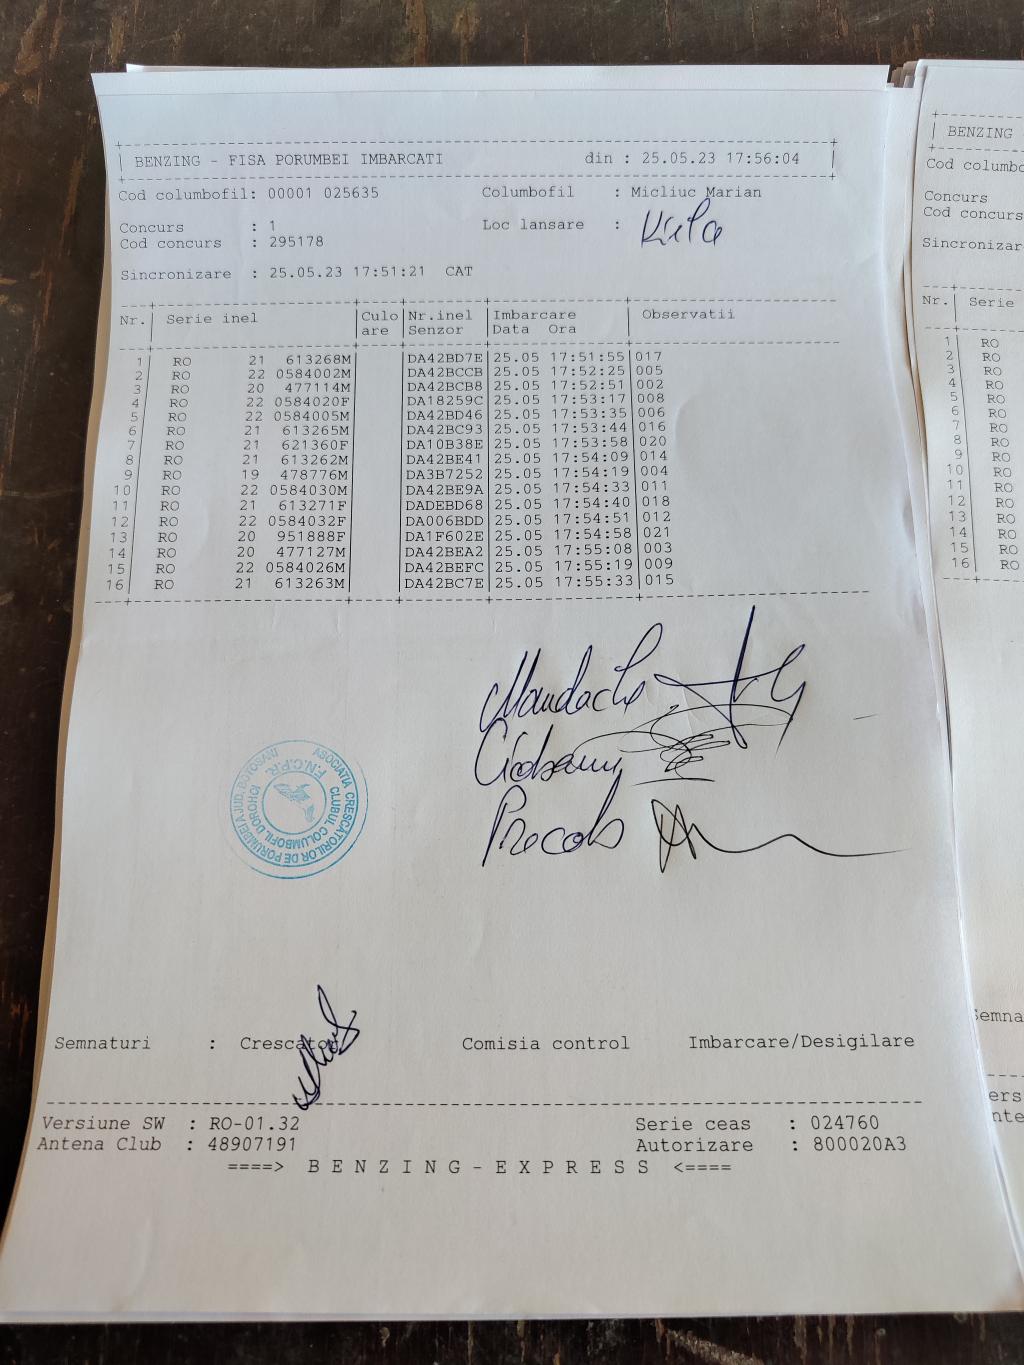 BENZING - FISA PORUMBEI IMBARCATI din : 25.05.23 17:56:04
Cod columbofil: 00001 025635 Columbofil : Micliuc Marian
Concurs : 1 Loc lansare :
Cod concurs : 295178
Sincronizare : 25.05.23 17:51:21 CAT
Nr. Serie inel Culo Nr.inel Imbarcare Observatii
are Senzor Data Ora
1 RO 21 613268M DA42BD7E 25.05 17:51:55 017
2 RO 22 0584002M DA42BCCB 25.05 17:52:25 005
3 RO 20 477114M DA42BCB8 25.05 17:52:51 002
4 RO 22 0584020F DA18259C 25.05 17:53:17 008
5 RO 22 0584005M DA42BD46 25.05 17:53:35 006
6 RO 21 613265M DA42BC93 25.05 17:53:44 016
7 RO 21 621360F DA10B38E 25.05 17:53:58 020
8 RO 21 613262M DA42BE41 25.05 17:54:09 014
9 RO 19 478776M DA3B7252 25.05 17:54:19 004
10 RO 22 0584030M DA42BE9A 25.05 17:54:33 011
11 RO 21 613271F DADEBD68 25.05 17:54:40 018
12 RO 22 0584032F DA006BDD 25.05 17:54:51 012
13 RO 20 951888F DA1F602E 25.05 17:54:58 021
14 RO 20 477127M DA42BEA2 25.05 17:55:08 003
15 RO 22 0584026M DA42BEFC 25.05 17:55:19 009
16 RO 21 613263M DA42BC7E 25.05 17:55:33 015
Mandache
ASOCIATIA CRESCATORILOR DE PORUMBEI A JUD. BOTOSANI
F.N.C.P.R.
CLUBUL COLUMBOFIL DOROHOI
Semnaturi : Crescator Comisia control Imbarcare/Desigilare
Versiune SW : RO-01.32 Serie ceas : 024760
Antena Club : 48907191 Autorizare : 800020A3
====> BENZING-EXPRESS <====
BENZING
Concurs
Cod concurs
Nr. Serie
1 RO
2 RO
3 RO
4 RO
5 RO
6 RO
7 RO
8 RO
9 RO
10 RO
11 RO
12 RO
13 RO
14 RO
15 RO
16 RO